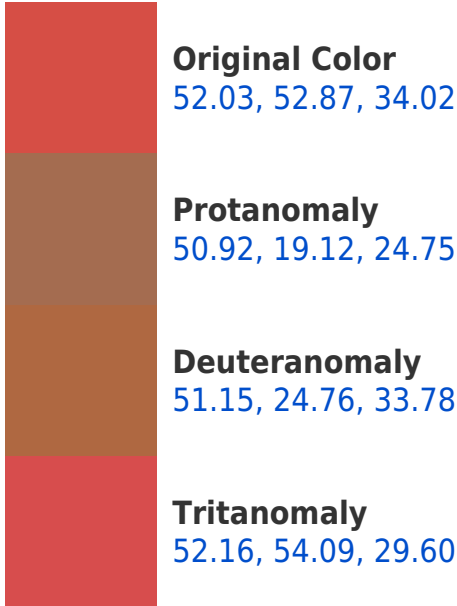 Original Color
52.03, 52.87, 34.02
Protanomaly
50.92, 19.12, 24.75
Deuteranomaly
51.15, 24.76, 33.78
Tritanomaly
52.16, 54.09, 29.60